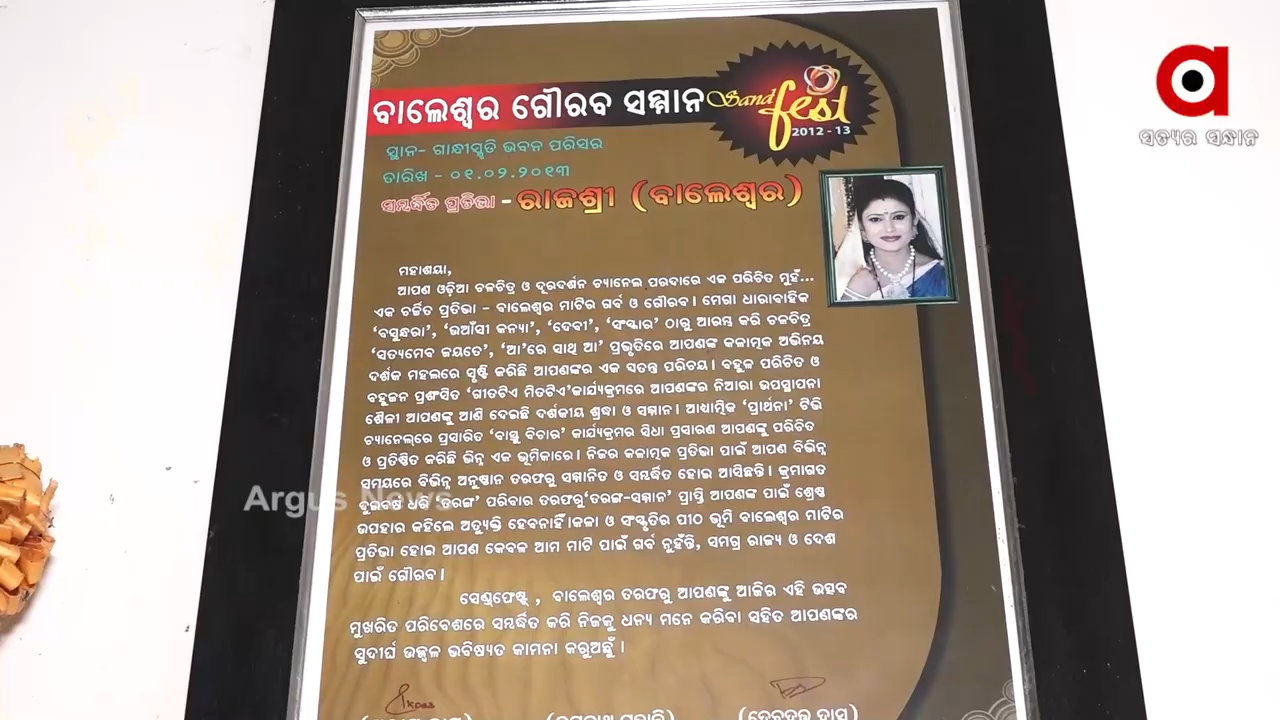 ବାଲେଶ୍ୱର ଗୌରବ ସମ୍ମାନ
Sand fest
2012 - 13
ସ୍ଥାନ- ଗାନ୍ଧୀସ୍ମୃତି ଭବନ ପରିସର
ତାରିଖ - ୦୧.୦୨.୨୦୧୩
ସମ୍ବର୍ଦ୍ଧିତ ପ୍ରତିଭା - ରାଜଶ୍ରୀ (ବାଲେଶ୍ୱର)
ମହାଶୟା,
ଆପଣ ଓଡ଼ିଆ ଚଳଚିତ୍ର ଓ ଦୂରଦର୍ଶନ ଚ୍ୟାନେଲ ପରଦାରେ ଏକ ପରିଚିତ ମୁହଁ...
ଏକ ଚର୍ଚ୍ଚିତ ପ୍ରତିଭା - ବାଲେଶ୍ୱର ମାଟିର ଗର୍ବ ଓ ଗୌରବ। ମେଗା ଧାରାବାହିକ
‘ବସୁନ୍ଧରା’, ‘ଉଆଁସୀ କନ୍ୟା’, ‘ଦେବୀ’, ‘ସଂସ୍କାର’ ଠାରୁ ଆରମ୍ଭ କରି ଚଳଚିତ୍ର
‘ସତ୍ୟମେବ ଜୟତେ’, ‘ଆ’ରେ ସାଥି ଆ’ ପ୍ରଭୃତିରେ ଆପଣଙ୍କ କଳାତ୍ମକ ଅଭିନୟ
ଦର୍ଶକ ମହଲରେ ସୃଷ୍ଟି କରିଛି ଆପଣଙ୍କର ଏକ ସତନ୍ତ୍ର ପରିଚୟ। ବହୁଳ ପରିଚିତ ଓ
ବହୁଜନ ପ୍ରଶଂସିତ ‘ଗୀତଟିଏ ମିତଟିଏ’କାର୍ଯ୍ୟକ୍ରମରେ ଆପଣଙ୍କର ନିଆରା ଉପସ୍ଥାପନା
ଶୈଳୀ ଆପଣଙ୍କୁ ଆଣି ଦେଇଛି ଦର୍ଶକୀୟ ଶ୍ରଦ୍ଧା ଓ ସମ୍ମାନ। ଆଧ୍ୟାତ୍ମିକ ‘ପ୍ରାର୍ଥନା’ ଟିଭି
ଚ୍ୟାନେଲ୍‌ରେ ପ୍ରସାରିତ ‘ବାସ୍ତୁ ବିଚାର’ କାର୍ଯ୍ୟକ୍ରମର ସିଧା ପ୍ରସାରଣ ଆପଣଙ୍କୁ ପରିଚିତ
ଓ ପ୍ରତିଷ୍ଠିତ କରିଛି ଭିନ୍ନ ଏକ ଭୂମିକାରେ। ନିଜର କଳାତ୍ମକ ପ୍ରତିଭା ପାଇଁ ଆପଣ ବିଭିନ୍ନ
ସମୟରେ ବିଭିନ୍ନ ଅନୁଷ୍ଠାନ ତରଫରୁ ସମ୍ମାନିତ ଓ ସମ୍ବର୍ଦ୍ଧିତ ହୋଇ ଆସିଛନ୍ତି। କ୍ରମାଗତ
ଦୁଇବର୍ଷ ଧରି ‘ତରଙ୍ଗ’ ପରିବାର ତରଫରୁ‘ତରଙ୍ଗ-ସମ୍ମାନ’ ପ୍ରାପ୍ତି ଆପଣଙ୍କ ପାଇଁ ଶ୍ରେଷ୍ଠ
ଉପହାର କହିଲେ ଅତ୍ୟୁକ୍ତି ହେବନାହିଁ।କଳା ଓ ସଂସ୍କୃତିର ପୀଠ ଭୂମି ବାଲେଶ୍ୱର ମାଟିର
ପ୍ରତିଭା ହୋଇ ଆପଣ କେବଳ ଆମ ମାଟି ପାଇଁ ଗର୍ବ ନୁହଁନ୍ତି, ସମଗ୍ର ରାଜ୍ୟ ଓ ଦେଶ
ପାଇଁ ଗୌରବ।
ସେଣ୍ଡ୍‌ଫେଷ୍ଟ୍ , ବାଲେଶ୍ୱର ତରଫରୁ ଆପଣଙ୍କୁ ଆଜିର ଏହି ଉତ୍ସବ
ମୁଖରିତ ପରିବେଶରେ ସମ୍ବର୍ଦ୍ଧିତ କରି ନିଜକୁ ଧନ୍ୟ ମନେ କରିବା ସହିତ ଆପଣଙ୍କର
ସୁଦୀର୍ଘ ଉଜ୍ଜ୍ୱଳ ଭବିଷ୍ୟତ କାମନା କରୁଅଛୁଁ।
(ଦେବଦତ୍ତ ଦାସ)
a
ସତ୍ୟର ସନ୍ଧାନ
Argus News